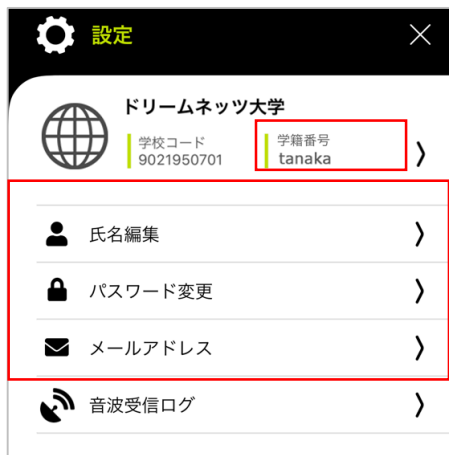 設定
ドリームネッツ大学
学校コード
9021950701
学籍番号
tanaka
氏名編集
パスワード変更
メールアドレス
音波受信ログ